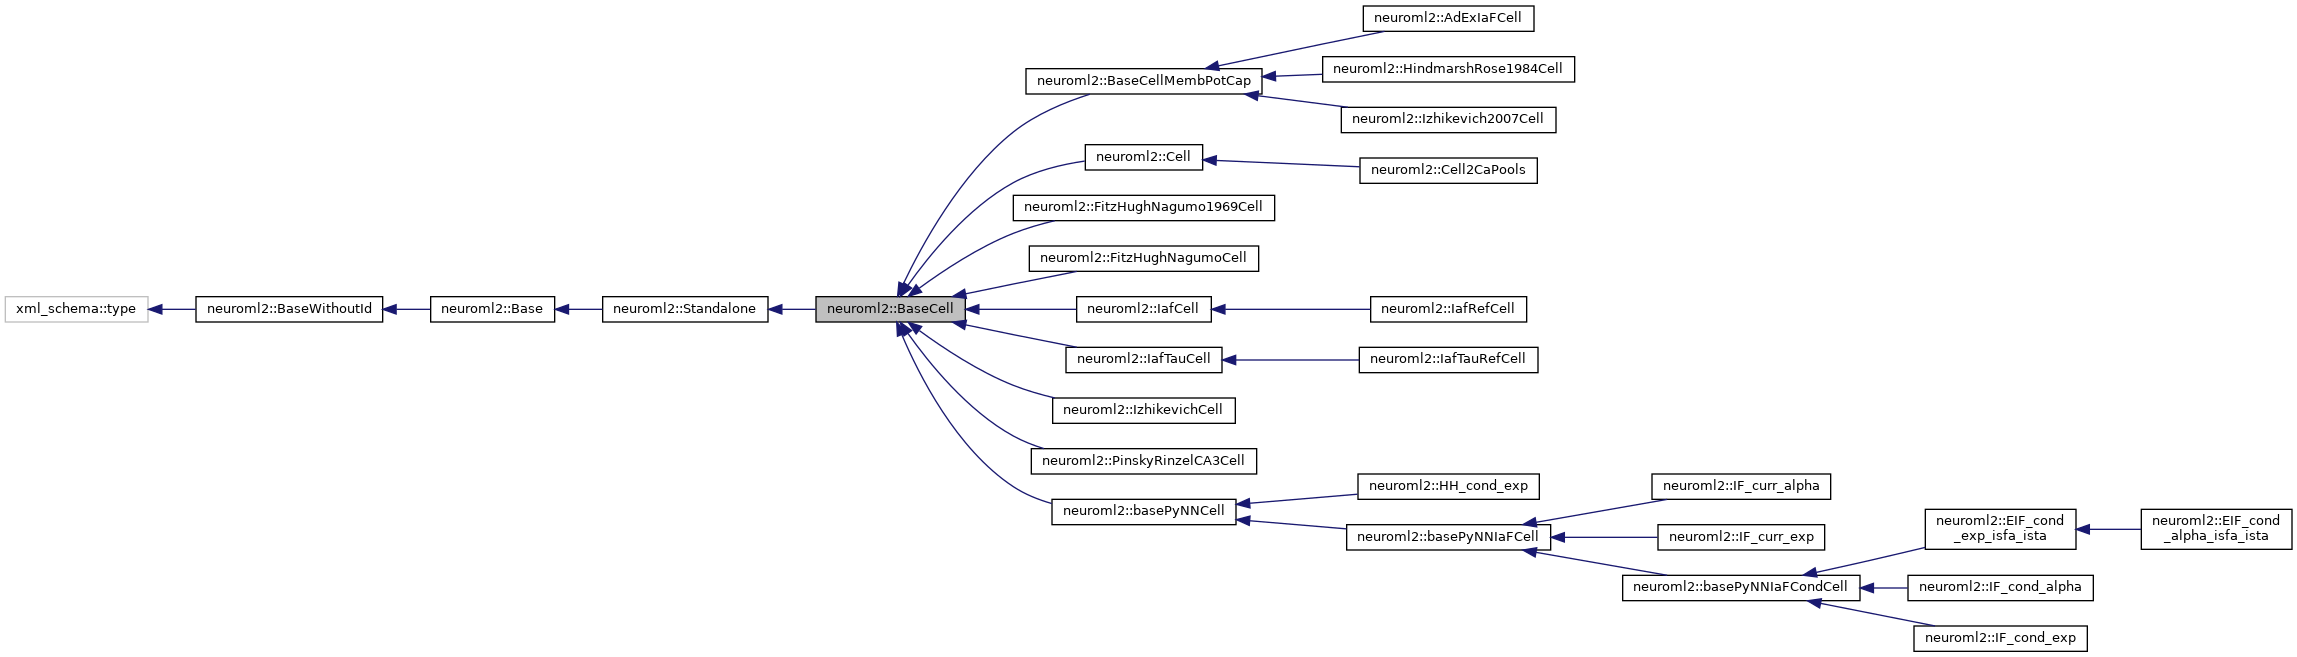 neuroml2::AdExIaFCell
neuroml2::HindmarshRose1984Cell
neuroml2::BaseCellMembPotCap
neuroml2::Izhikevich2007Cell
neuroml2::Cell
neuroml2::Cell2CaPools
neuroml2::FitzHughNagumo1969Cell
neuroml2::FitzHughNagumoCell
xml_schema::type
neuroml2::BaseWithoutId
neuroml2::Base
neuroml2::Standalone
neuroml2::BaseCell
neuroml2::IafCell
neuroml2::IafRefCell
neuroml2::IafTauCell
neuroml2::IafTauRefCell
neuroml2::IzhikevichCell
neuroml2::PinskyRinzelCA3Cell
neuroml2::basePyNNCell
neuroml2::HH_cond_exp
neuroml2::basePyNNIaFCell
neuroml2::IF_curr_alpha
neuroml2::IF_curr_exp
neuroml2::basePyNNIaFCondCell
neuroml2::EIF_cond
_exp_isfa_ista
neuroml2::EIF_cond
_alpha_isfa_ista
neuroml2::IF_cond_alpha
neuroml2::IF_cond_exp